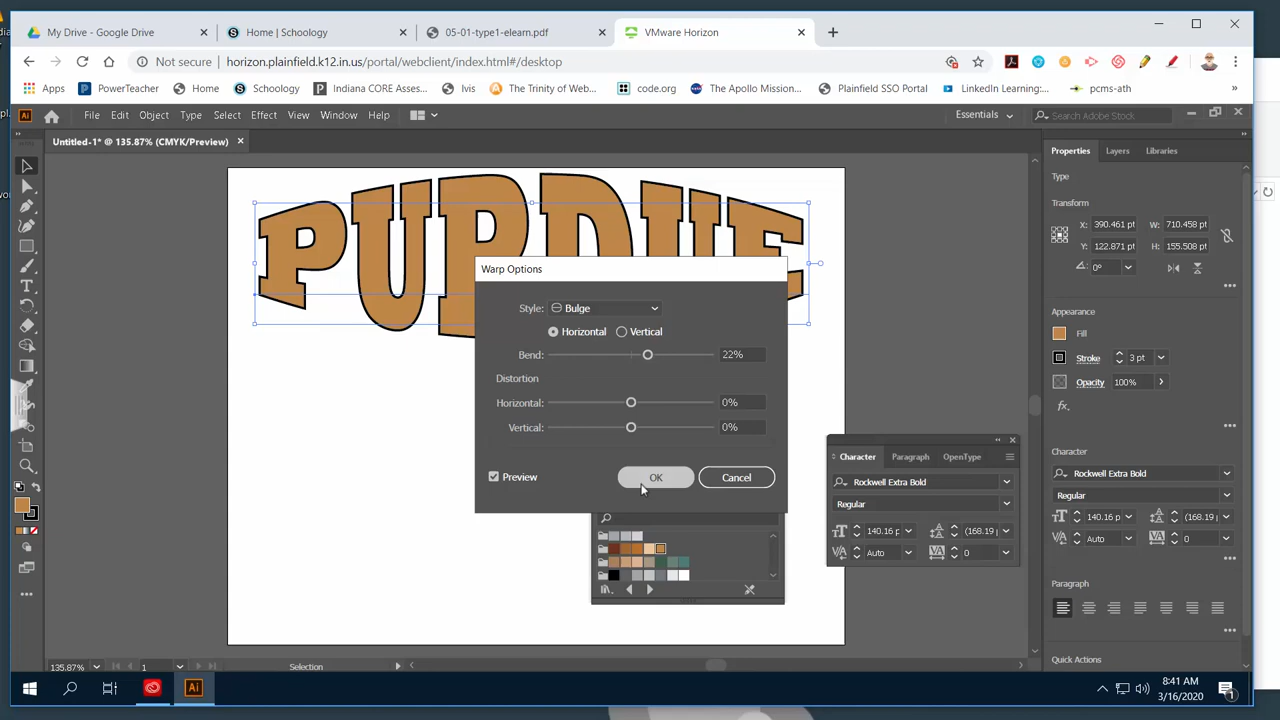 My Drive - Google Drive
Home | Schoology
05-01-type1-elearn.pdf
VMware Horizon
Not secure
horizon.plainfield.k12.in.us/portal/webclient/index.html#/desktop
Apps
PowerTeacher
Home
Schoology
Indiana CORE Asses...
Ivis
The Trinity of Web...
code.org
The Apollo Mission...
Plainfield SSO Portal
LinkedIn Learning:...
pcms-ath
»
Ai
File
Edit
Object
Type
Select
Effect
View
Window
Help
Essentials
Search Adobe Stock
Untitled-1* @ 135.87% (CMYK/Preview)
PURDUE
Warp Options
Style:
Bulge
Horizontal
Vertical
Bend:
22%
Distortion
Horizontal:
0%
Vertical:
0%
Preview
OK
Cancel
Properties
Layers
Libraries
Type
Transform
X:
390.461 pt
W:
710.458 pt
Y:
122.871 pt
H:
155.508 pt
0°
Appearance
Fill
Stroke
3 pt
Opacity
100%
fx.
Character
Rockwell Extra Bold
Regular
140.16 p
(168.19 p
Auto
0
Paragraph
Quick Actions
Character
Paragraph
OpenType
Rockwell Extra Bold
Regular
140.16 p
(168.19 p
Auto
0
135.87%
1
Selection
Ai
8:41 AM
3/16/2020
1